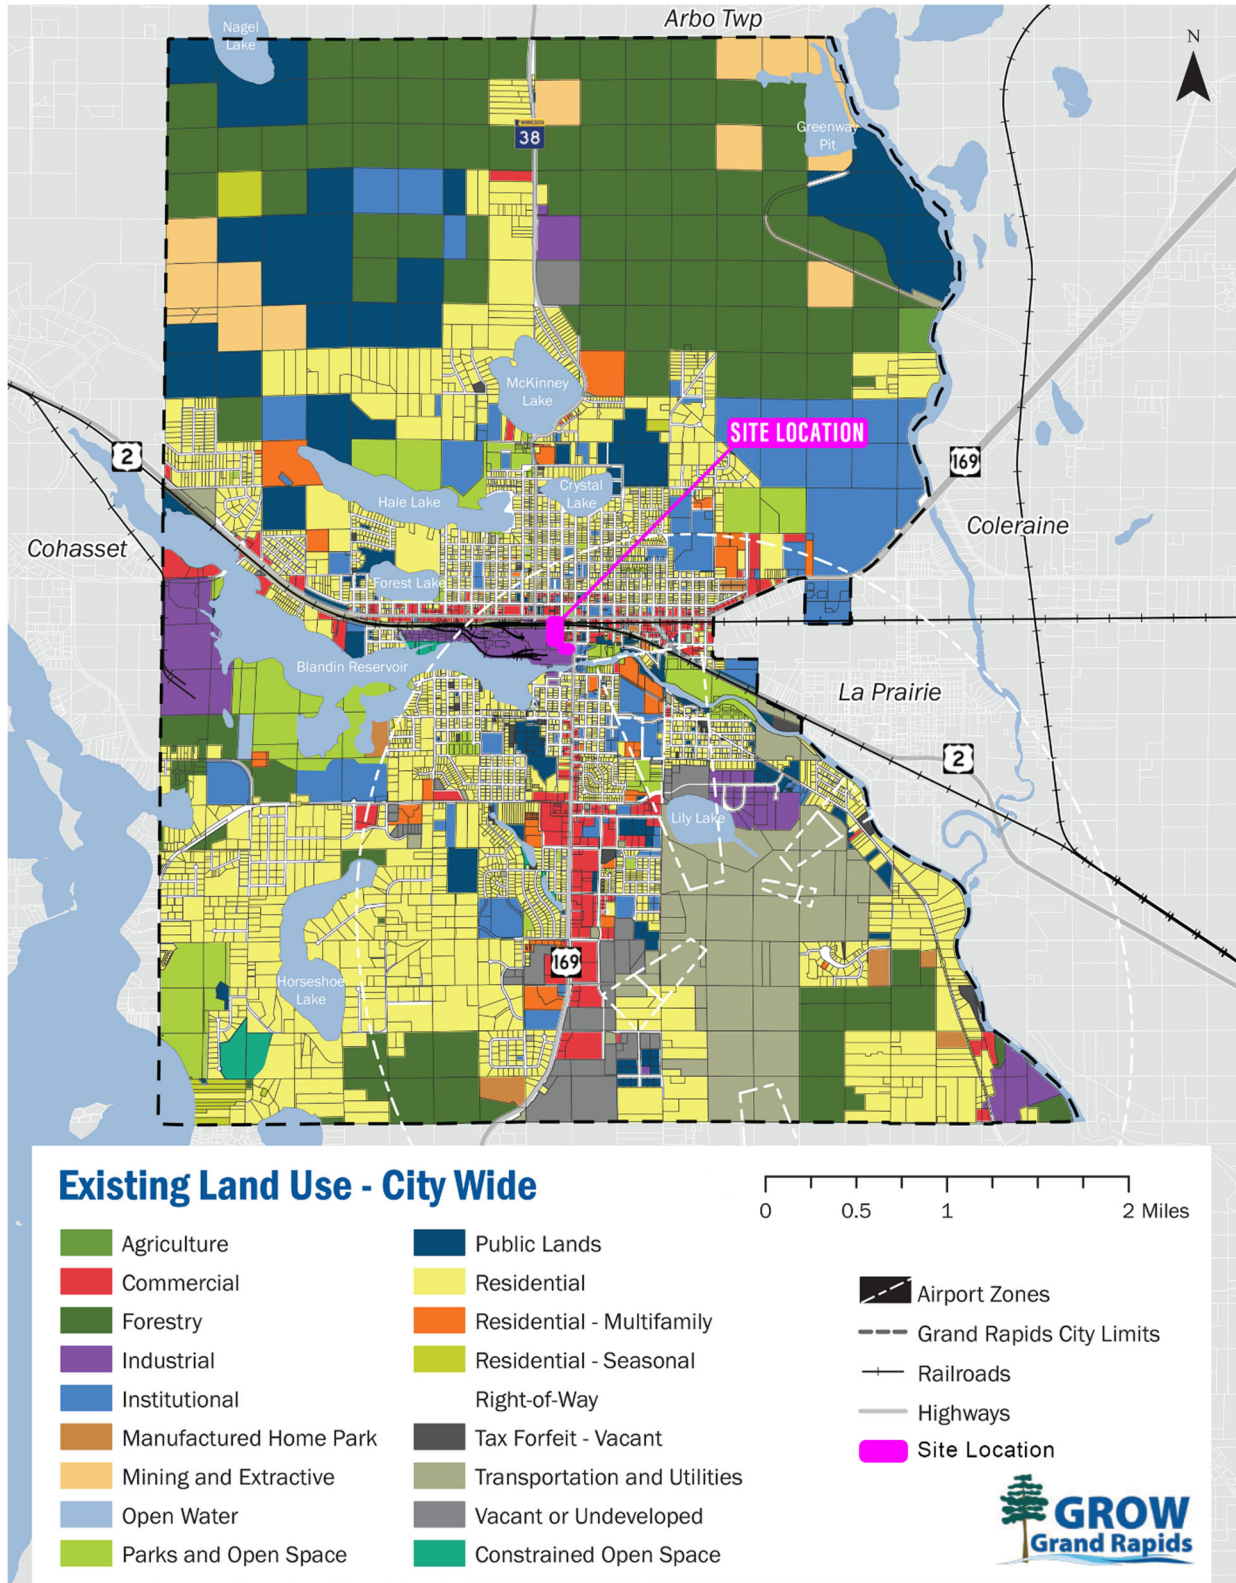 Arbo Twp
Nagel
Lake
N
MINNESOTA
38
Greenway
Pit
McKinney
Lake
SITE LOCATION
2
169
Crystal
Lake
Hale Lake
Coleraine
Cohasset
Forest Lake
Blandin Reservoir
La Prairie
2
Lily Lake
169
Horseshoe
Lake
Existing Land Use - City Wide
Agriculture
Commercial
Forestry
Industrial
Institutional
Manufactured Home Park
Mining and Extractive
Open Water
Parks and Open Space
Public Lands
Residential
Residential - Multifamily
Residential - Seasonal
Right-of-Way
Tax Forfeit - Vacant
Transportation and Utilities
Vacant or Undeveloped
Constrained Open Space
0 0.5 1 2 Miles
Airport Zones
Grand Rapids City Limits
Railroads
Highways
Site Location
GROW
Grand Rapids